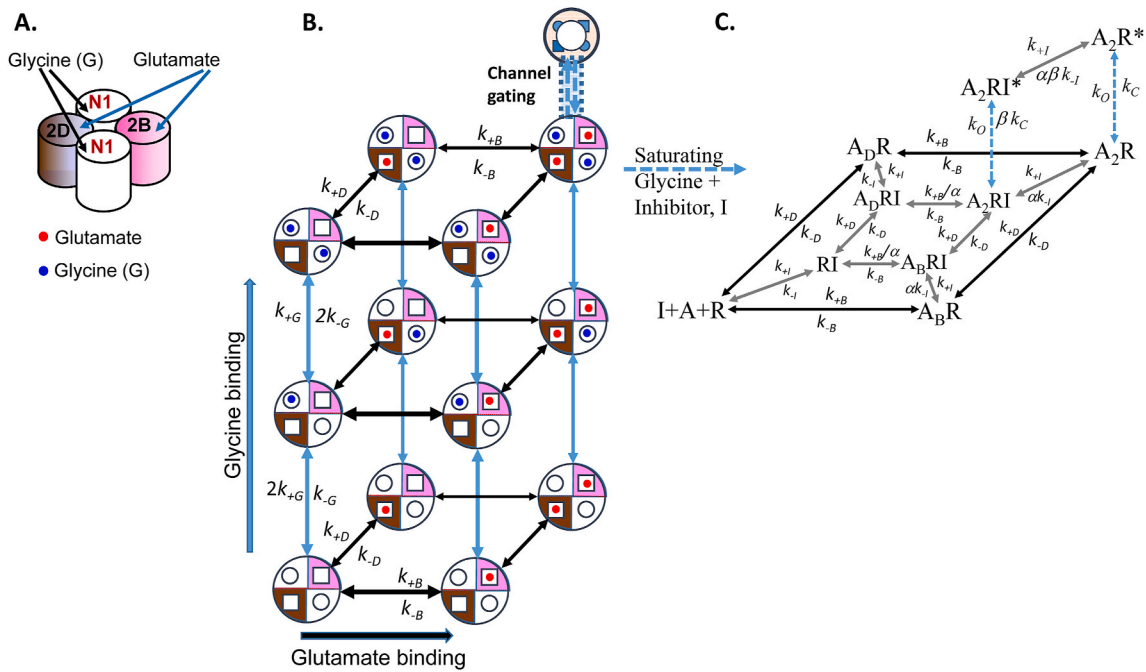 A.
Glycine (G)
Glutamate
N1
2D
2B
N1
Glutamate
Glycine (G)
B.
Channel
gating
k+B
k-B
k+D
k-D
k+G
2k-G
2k+G
k-G
k+D
k-D
k+B
k-B
Glycine binding
Glutamate binding
Saturating
Glycine +
Inhibitor, I
C.
A2R*
k+I
αβk-I
A2RI*
kO
kC
kO
βkC
k+B
k-B
ADR
A2R
k+I
k-I
k+I
αk-I
ADRI
k+B/α
k-B
A2RI
k+D
k-D
k+D
k-D
k+D
k-D
k+D
k-D
RI
k+B/α
k-B
ABRI
k+I
k-I
αk-I
k+I
I+A+R
k+B
k-B
ABR